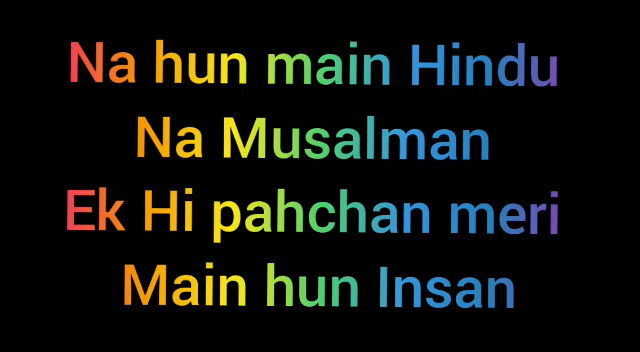 Na hun main Hindu
Na Musalman
Ek Hi pahchan meri
Main hun Insan